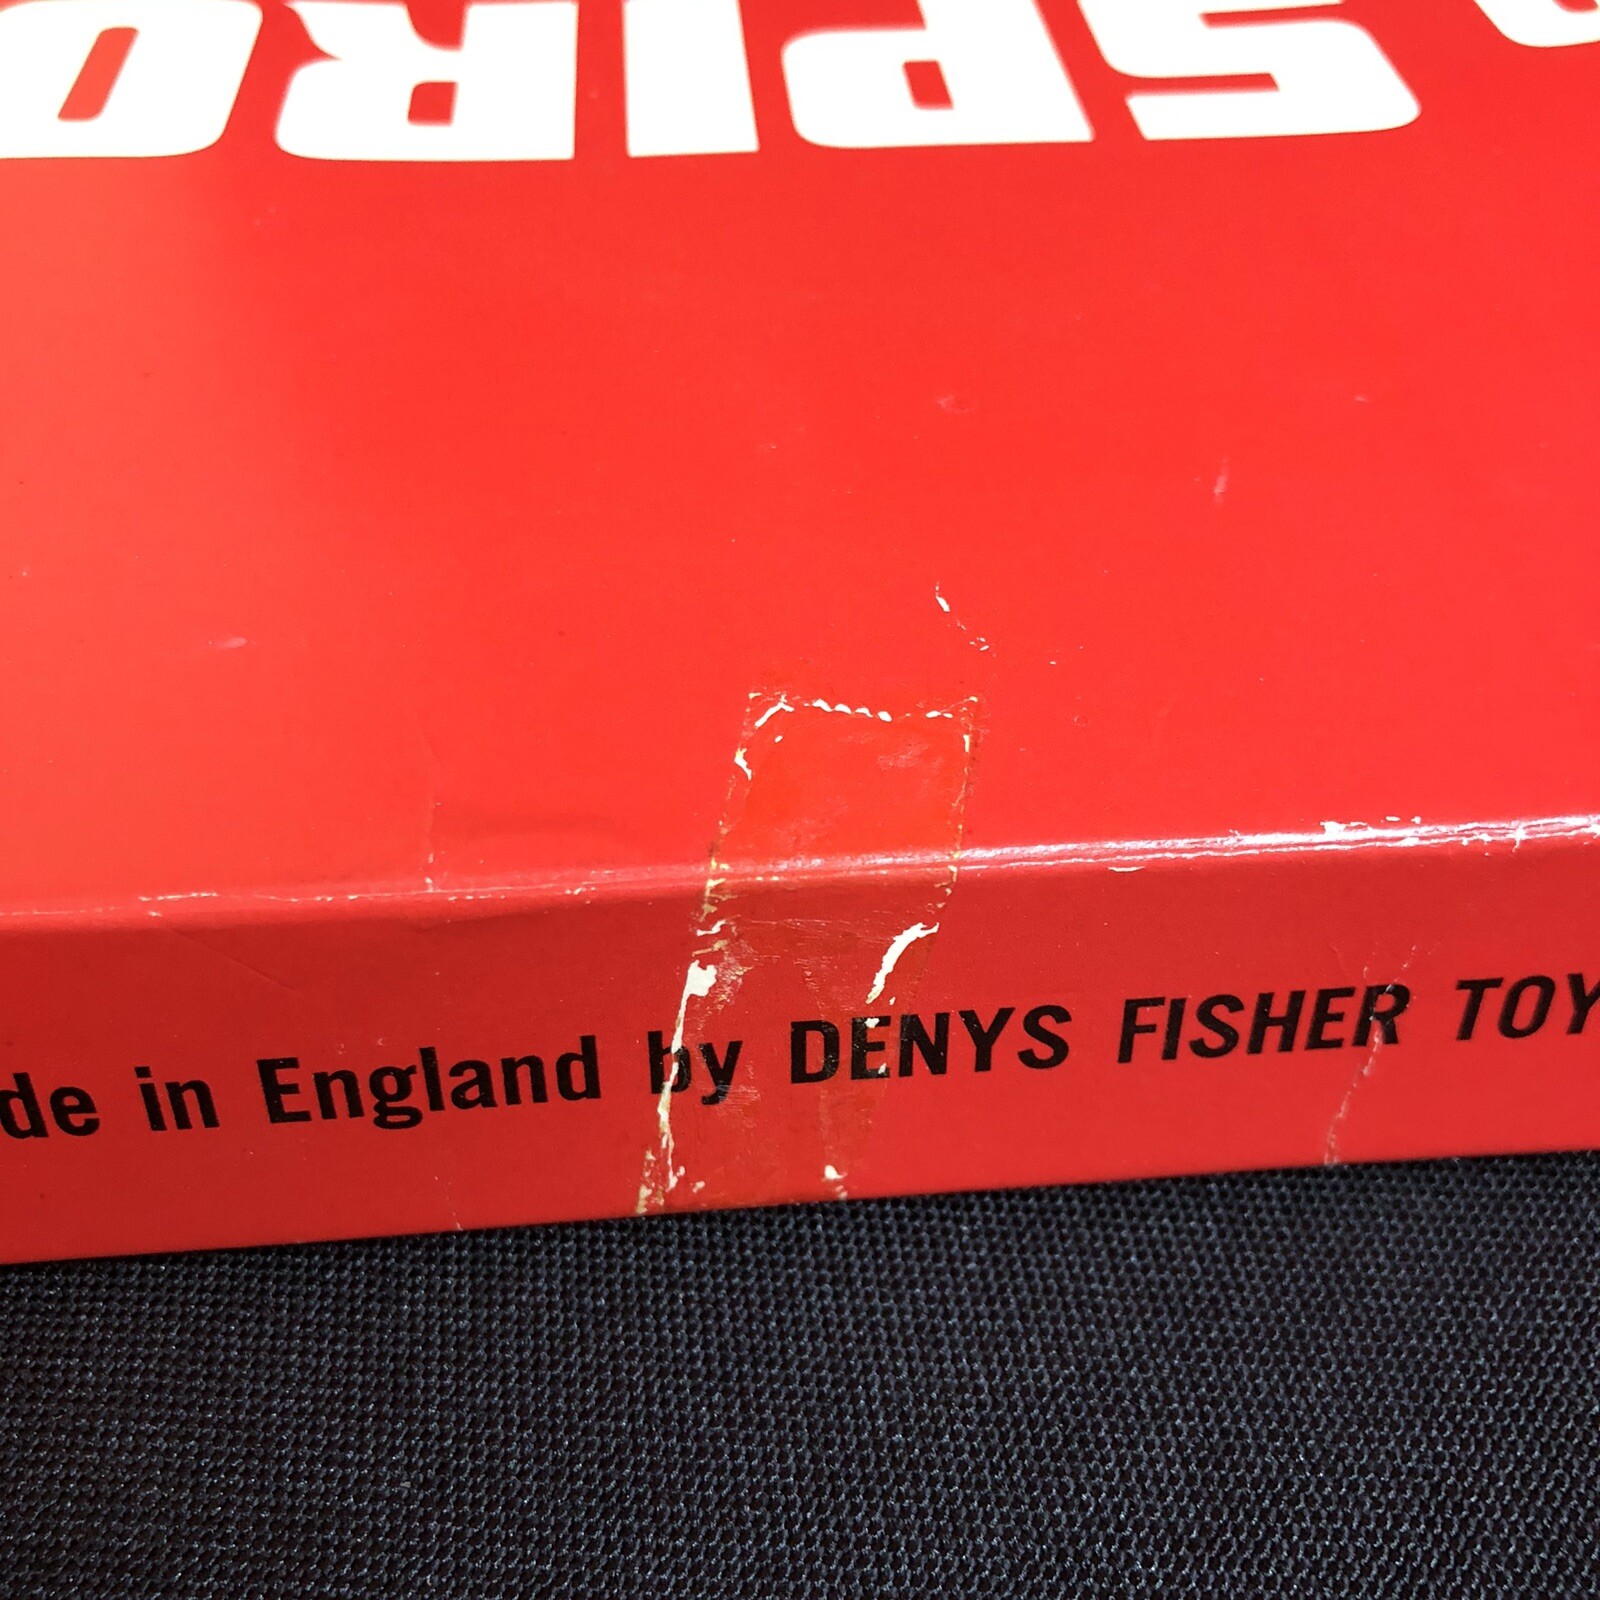 SPIRO
de in England by DENYS FISHER TOY